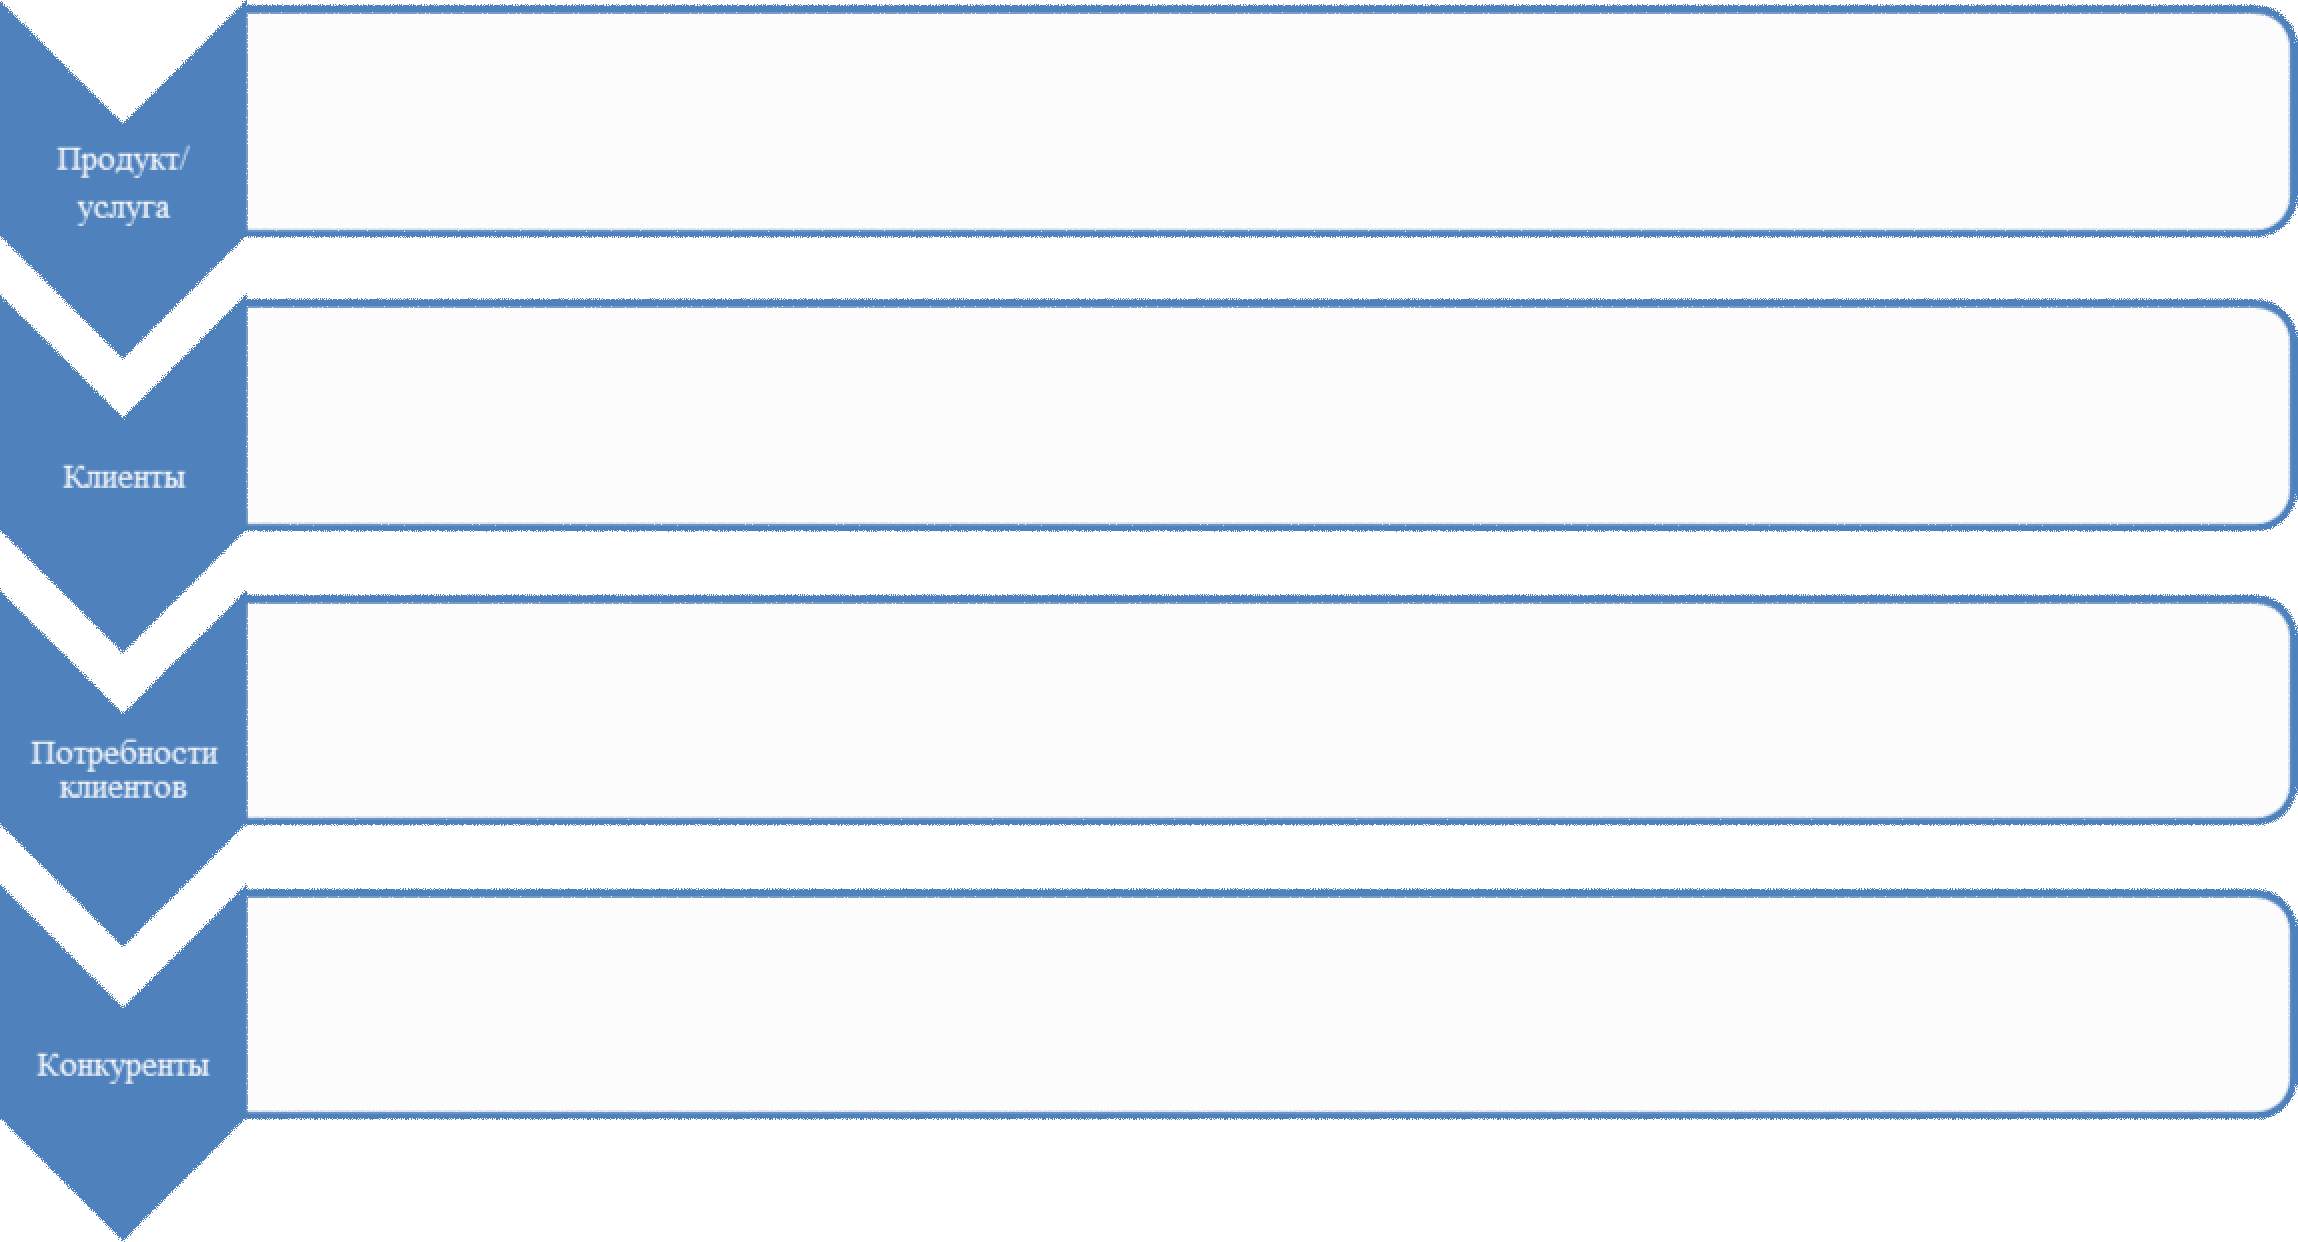 Продукт/
услуга
Клиенты
Потребности
клиентов
Конкуренты